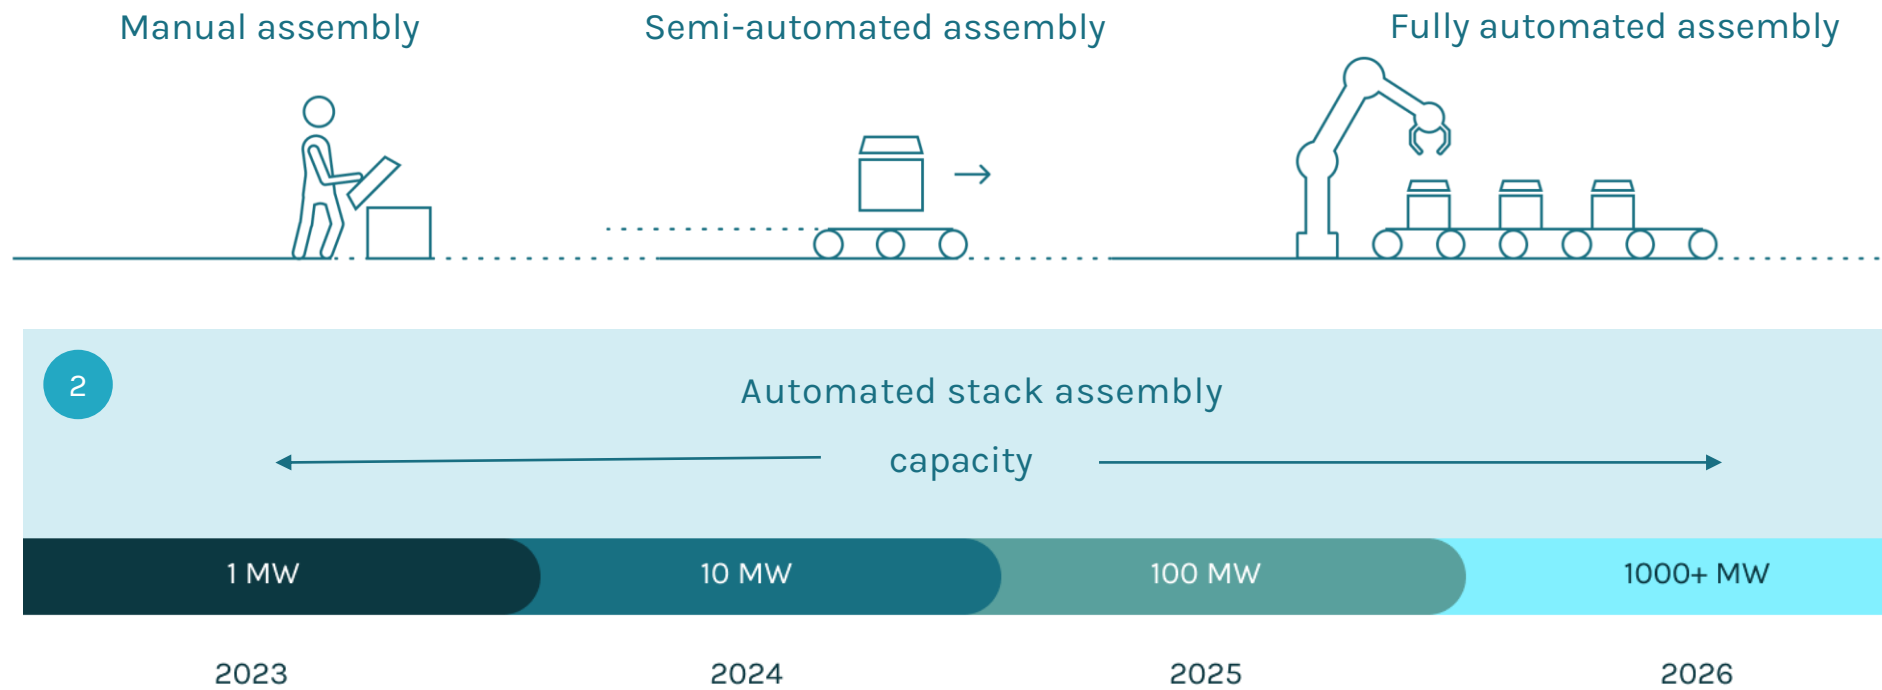 Manual assembly
Semi-automated assembly
Fully automated assembly
2
Automated stack assembly
capacity
1 MW
10 MW
100 MW
1000+ MW
2023
2024
2025
2026